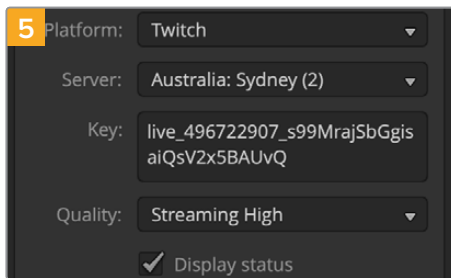 5
Platform: Twitch
Server: Australia: Sydney (2)
Key: live_496722907_s99MrajSbGgis
aiQsV2x5BAUvQ
Quality: Streaming High
Display status